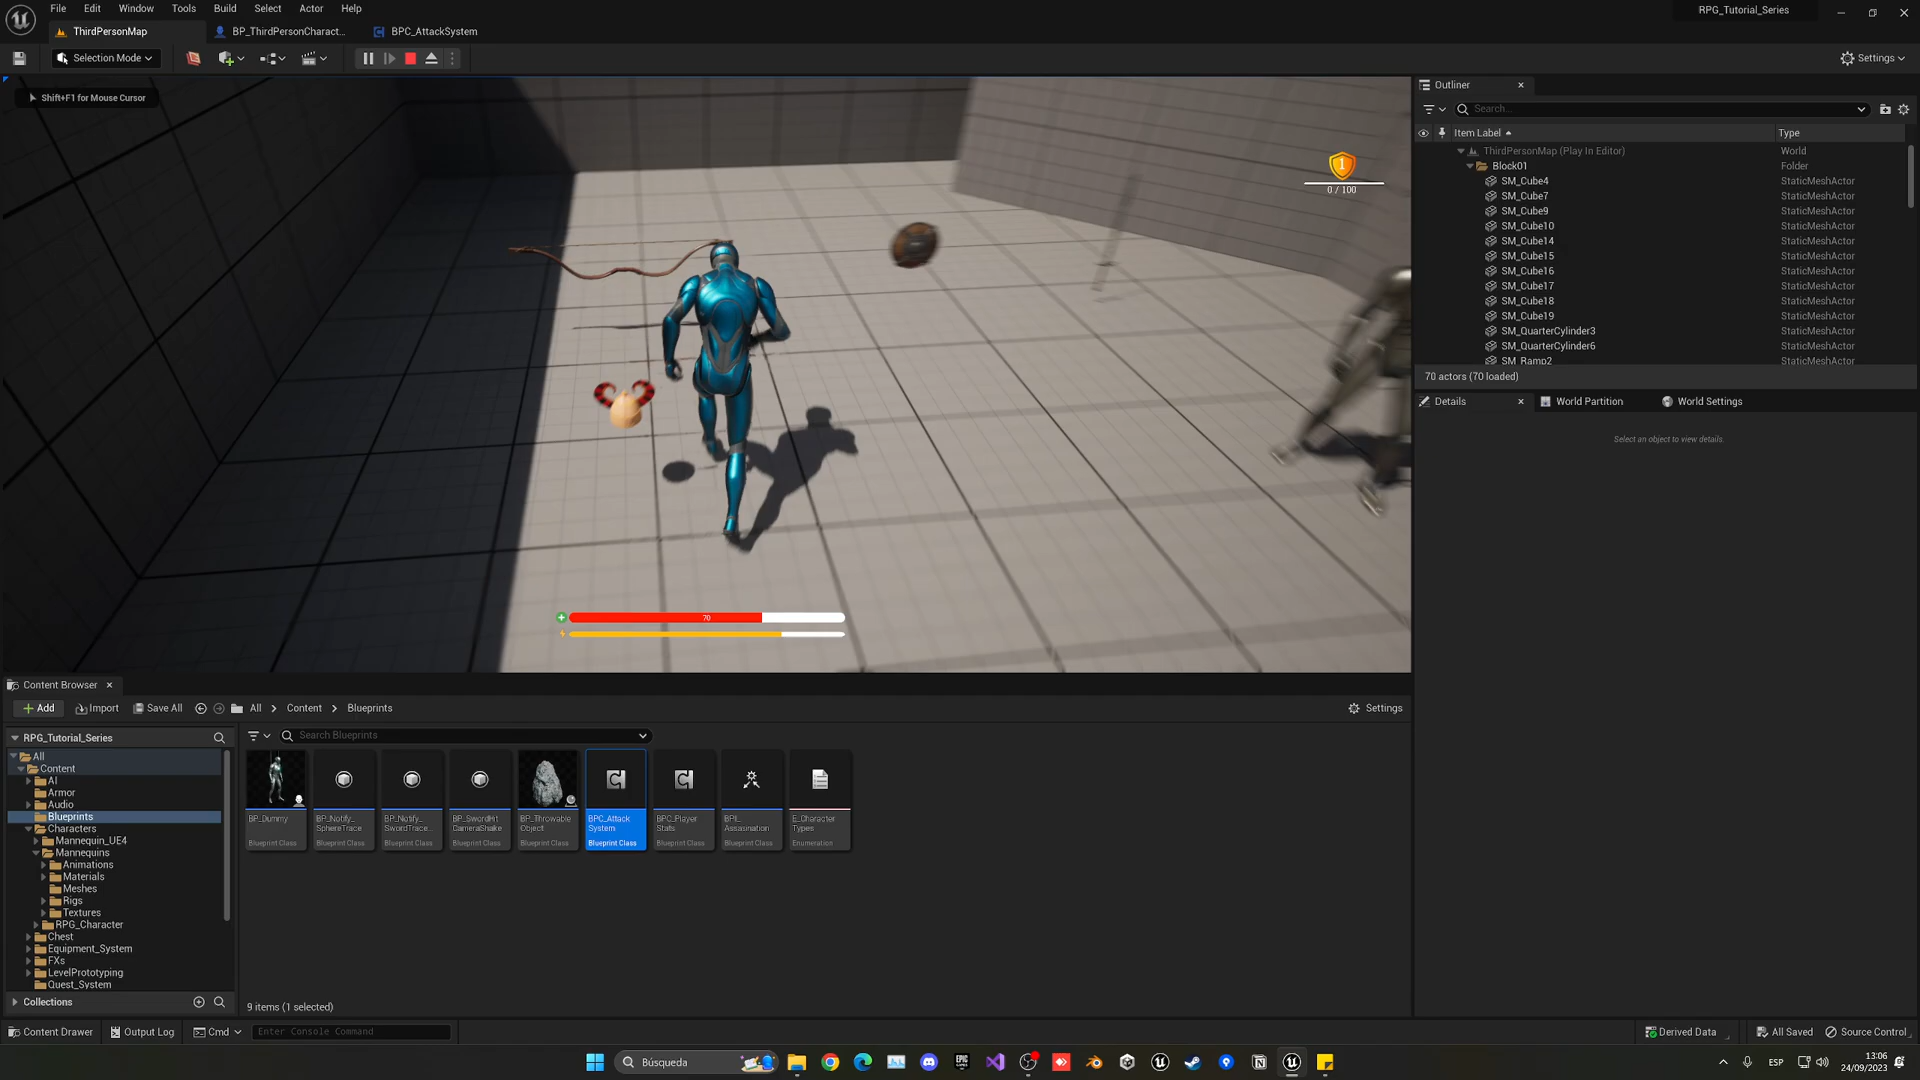 File Edit Window Tools Build Select Actor Help
RPG_Tutorial_Series
ThirdPersonMap
BP_ThirdPersonCharact...
BPC_AttackSystem
Selection Mode
Settings
Shift+F1 for Mouse Cursor
1
0 / 100
70
Outliner
Search...
Item Label
Type
ThirdPersonMap (Play In Editor) World
Block01 Folder
SM_Cube4 StaticMeshActor
SM_Cube7 StaticMeshActor
SM_Cube9 StaticMeshActor
SM_Cube10 StaticMeshActor
SM_Cube14 StaticMeshActor
SM_Cube15 StaticMeshActor
SM_Cube16 StaticMeshActor
SM_Cube17 StaticMeshActor
SM_Cube18 StaticMeshActor
SM_Cube19 StaticMeshActor
SM_QuarterCylinder3 StaticMeshActor
SM_QuarterCylinder6 StaticMeshActor
SM_Ramp2 StaticMeshActor
70 actors (70 loaded)
Details
World Partition
World Settings
Select an object to view details.
Content Browser
Add
Import
Save All
All
Content
Blueprints
Settings
RPG_Tutorial_Series
All
Content
AI
Armor
Audio
Blueprints
Characters
Mannequin_UE4
Mannequins
Animations
Materials
Meshes
Rigs
Textures
RPG_Character
Chest
Equipment_System
FXs
LevelPrototyping
Quest_System
Collections
Search Blueprints
BP_Dummy
Blueprint Class
BP_Notify_
SphereTrace
Blueprint Class
BP_Notify_
SwordTrace...
Blueprint Class
BP_SwordHit
CameraShake
Blueprint Class
BP_Throwable
Object
Blueprint Class
BPC_Attack
System
Blueprint Class
BPC_Player
Stats
Blueprint Class
BPI_
Assasination
Blueprint Class
E_Character
Types
Enumeration
9 items (1 selected)
Content Drawer
Output Log
Cmd
Enter Console Command
Derived Data
All Saved
Source Control
Búsqueda
EPIC
ESP
13:06
24/09/2023